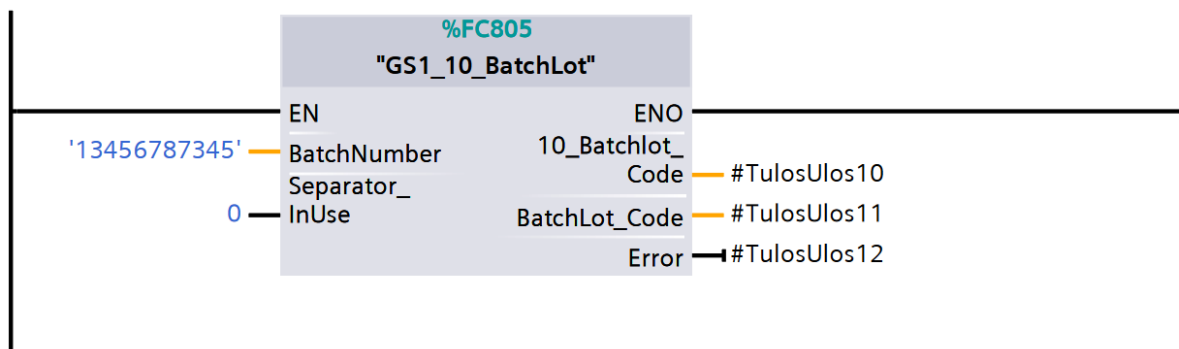 %FC805
"GS1_10_BatchLot"
EN
ENO
'13456787345'
BatchNumber
10_Batchlot_
Code
#TulosUlos10
Separator_
InUse
0
BatchLot_Code
#TulosUlos11
Error
#TulosUlos12